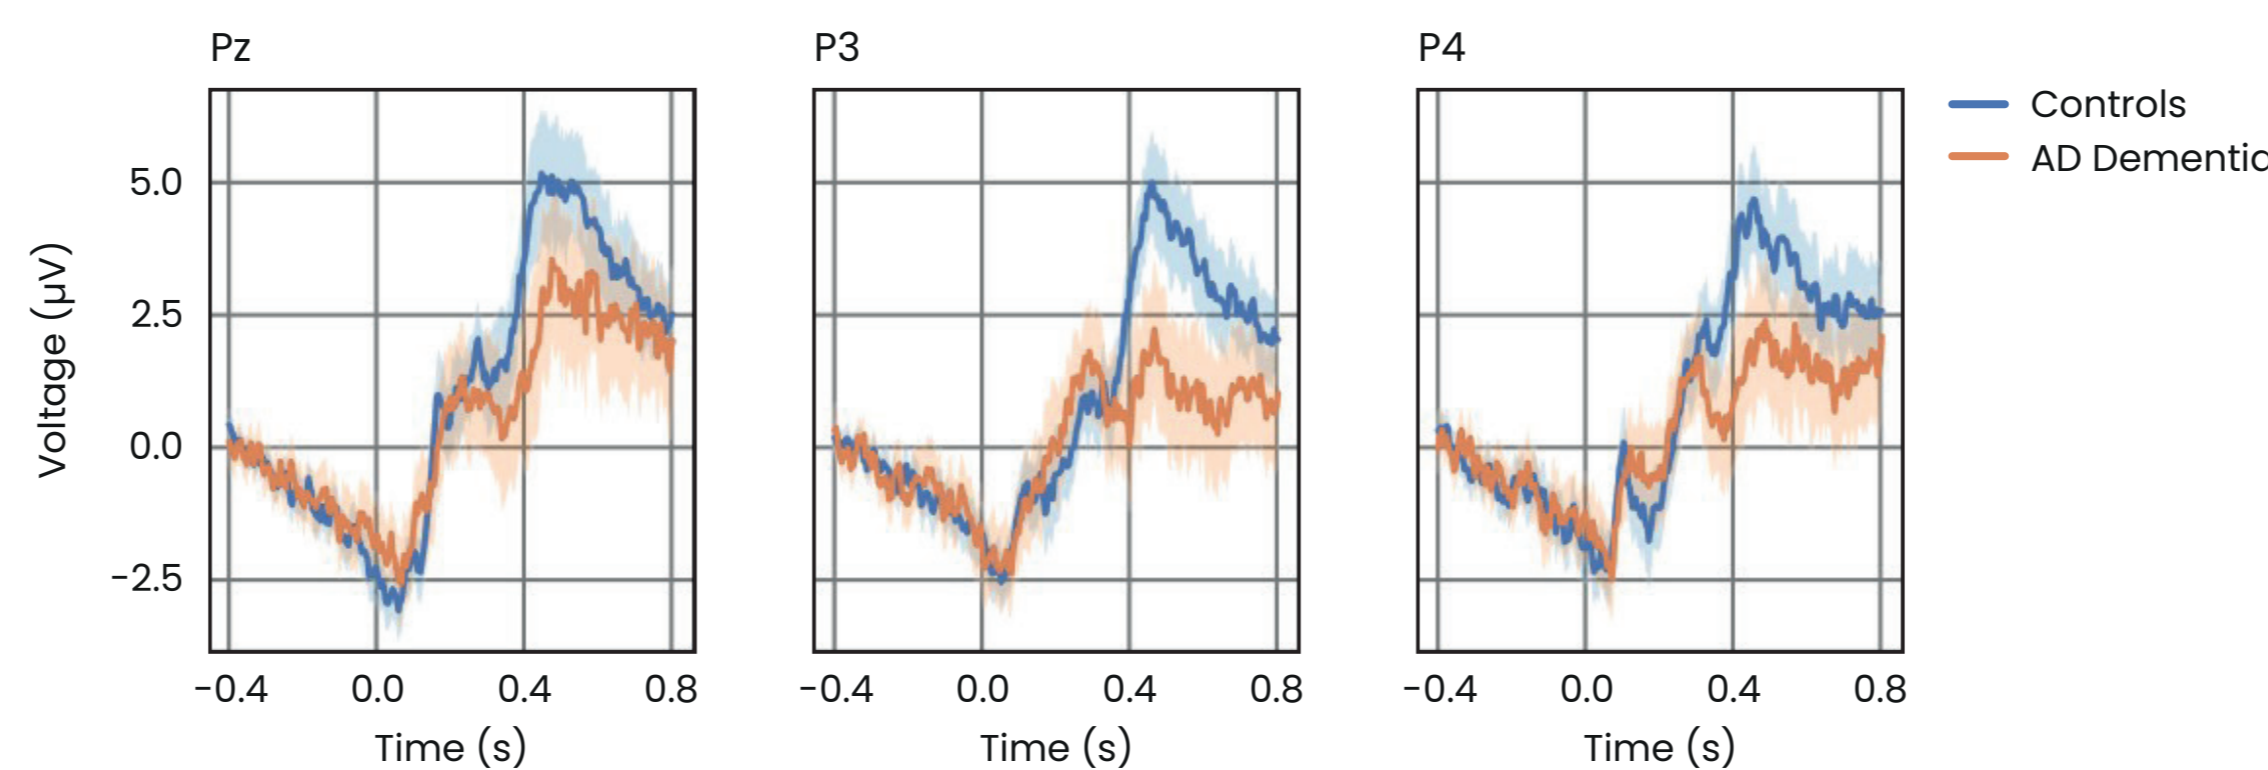 Pz
P3
P4
Controls
AD Dementia
Voltage (µV)
5.0
2.5
0.0
−2.5
−0.4 0.0 0.4 0.8
−0.4 0.0 0.4 0.8
−0.4 0.0 0.4 0.8
Time (s)
Time (s)
Time (s)